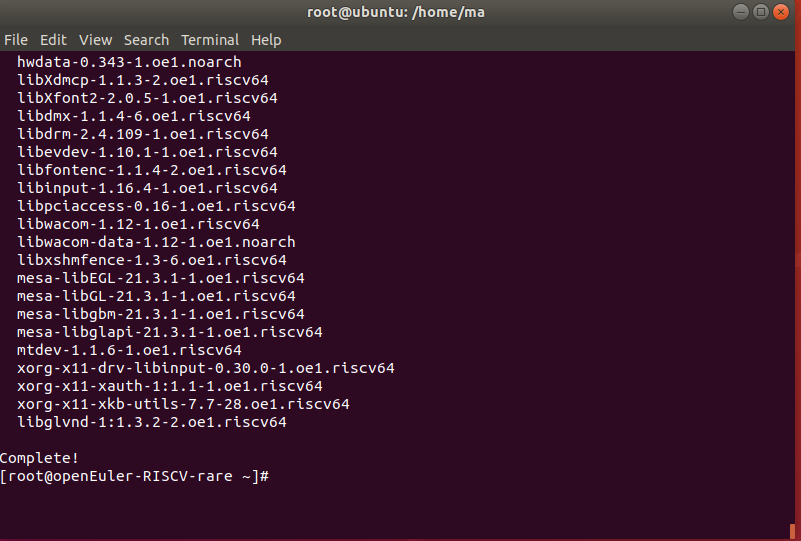 root@ubuntu: /home/ma
File Edit View Search Terminal Help
hwdata-0.343-1.oe1.noarch
libXdmcp-1.1.3-2.oe1.riscv64
libXfont2-2.0.5-1.oe1.riscv64
libdmx-1.1.4-6.oe1.riscv64
libdrm-2.4.109-1.oe1.riscv64
libevdev-1.10.1-1.oe1.riscv64
libfontenc-1.1.4-2.oe1.riscv64
libinput-1.16.4-1.oe1.riscv64
libpciaccess-0.16-1.oe1.riscv64
libwacom-1.12-1.oe1.riscv64
libwacom-data-1.12-1.oe1.noarch
libxshmfence-1.3-6.oe1.riscv64
mesa-libEGL-21.3.1-1.oe1.riscv64
mesa-libGL-21.3.1-1.oe1.riscv64
mesa-libgbm-21.3.1-1.oe1.riscv64
mesa-libglapi-21.3.1-1.oe1.riscv64
mtdev-1.1.6-1.oe1.riscv64
xorg-x11-drv-libinput-0.30.0-1.oe1.riscv64
xorg-x11-xauth-1:1.1-1.oe1.riscv64
xorg-x11-xkb-utils-7.7-28.oe1.riscv64
libglvnd-1:1.3.2-2.oe1.riscv64
Complete!
[root@openEuler-RISCV-rare ~]#